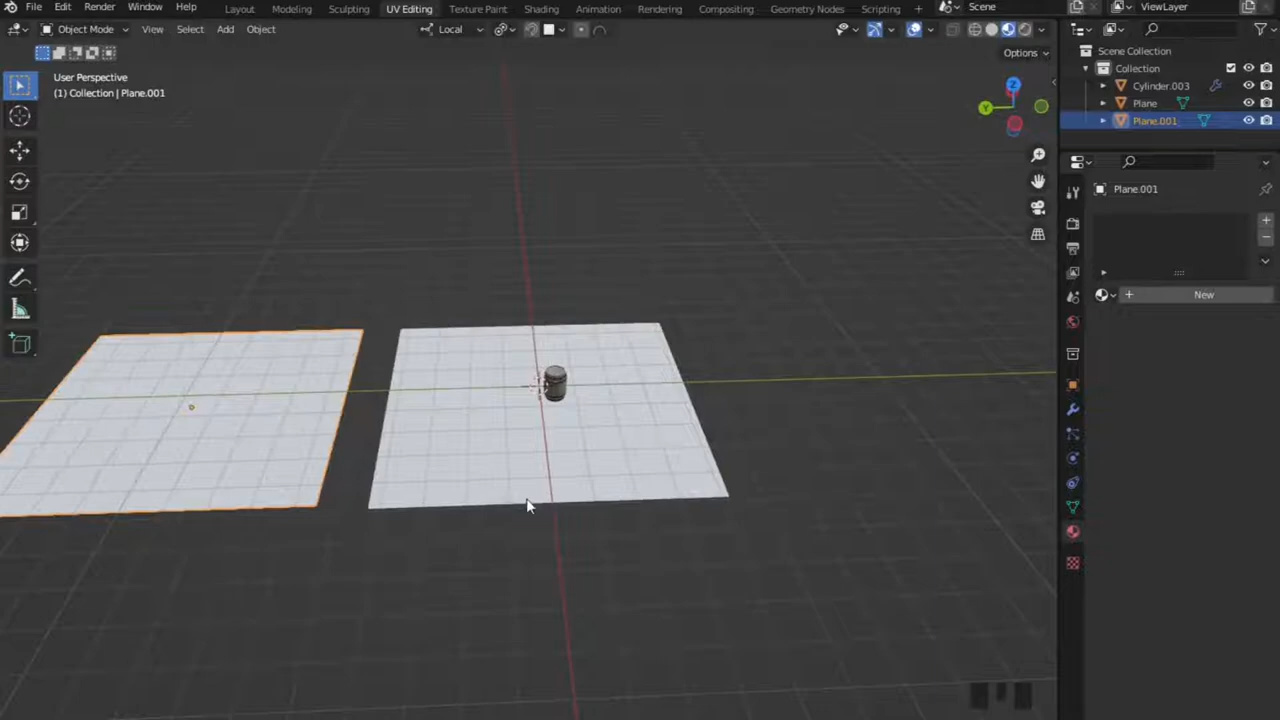 File Edit Render Window Help Layout Modeling Sculpting UV Editing Texture Paint Shading Animation Rendering Compositing Geometry Nodes Scripting + Scene ViewLayer
Object Mode View Select Add Object Local
Options
User Perspective
(1) Collection | Plane.001
Z
Y
Scene Collection
Collection
Cylinder.003
Plane
Plane.001
Plane.001
+
−
+ New